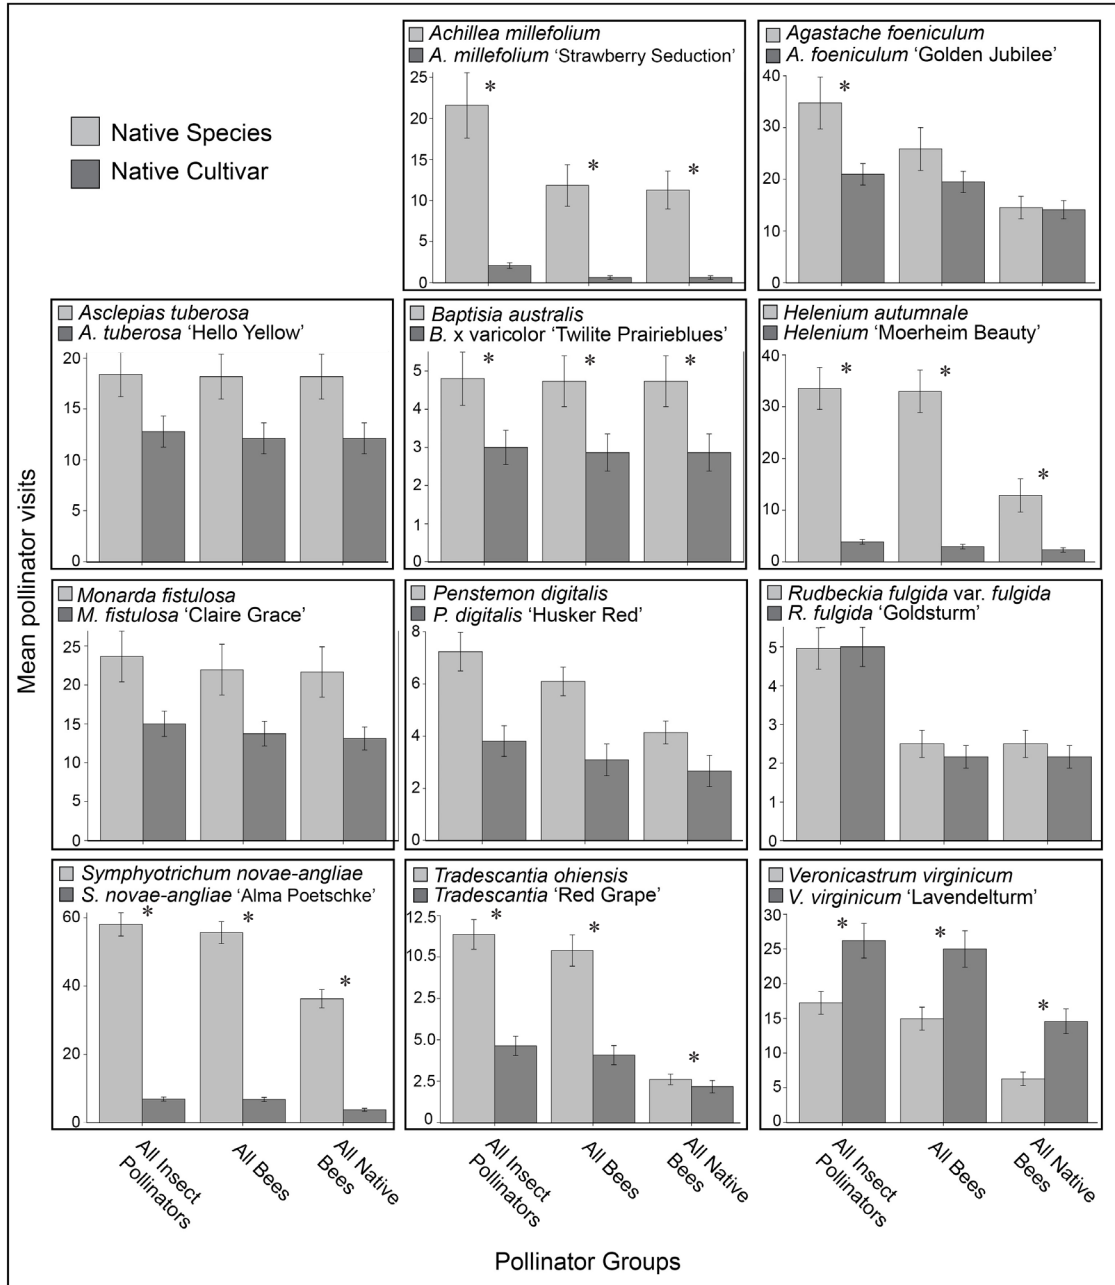 Native Species
Native Cultivar
Mean pollinator visits
Achillea millefolium
A. millefolium ‘Strawberry Seduction’
25
20
15
10
5
0
*
*
*
Agastache foeniculum
A. foeniculum ‘Golden Jubilee’
40
30
20
10
0
*
Asclepias tuberosa
A. tuberosa ‘Hello Yellow’
20
15
10
5
0
Baptisia australis
B. x varicolor ‘Twilite Prairieblues’
5
4
3
2
1
0
*
*
*
Helenium autumnale
Helenium ‘Moerheim Beauty’
40
30
20
10
0
*
*
*
Monarda fistulosa
M. fistulosa ‘Claire Grace’
25
20
15
10
5
0
Penstemon digitalis
P. digitalis ‘Husker Red’
8
6
4
2
0
Rudbeckia fulgida var. fulgida
R. fulgida ‘Goldsturm’
5
4
3
2
1
0
Symphyotrichum novae-angliae
S. novae-angliae ‘Alma Poetschke’
60
40
20
0
*
*
*
Tradescantia ohiensis
Tradescantia ‘Red Grape’
12.5
10.5
2.5
5.0
2.5
0
*
*
*
Veronicastrum virginicum
V. virginicum ‘Lavendelturm’
30
25
20
15
10
5
0
*
*
*
All Insect
Pollinators
All Bees
All Native
Bees
All Insect
Pollinators
All Bees
All Native
Bees
All Insect
Pollinators
All Bees
All Native
Bees
Pollinator Groups